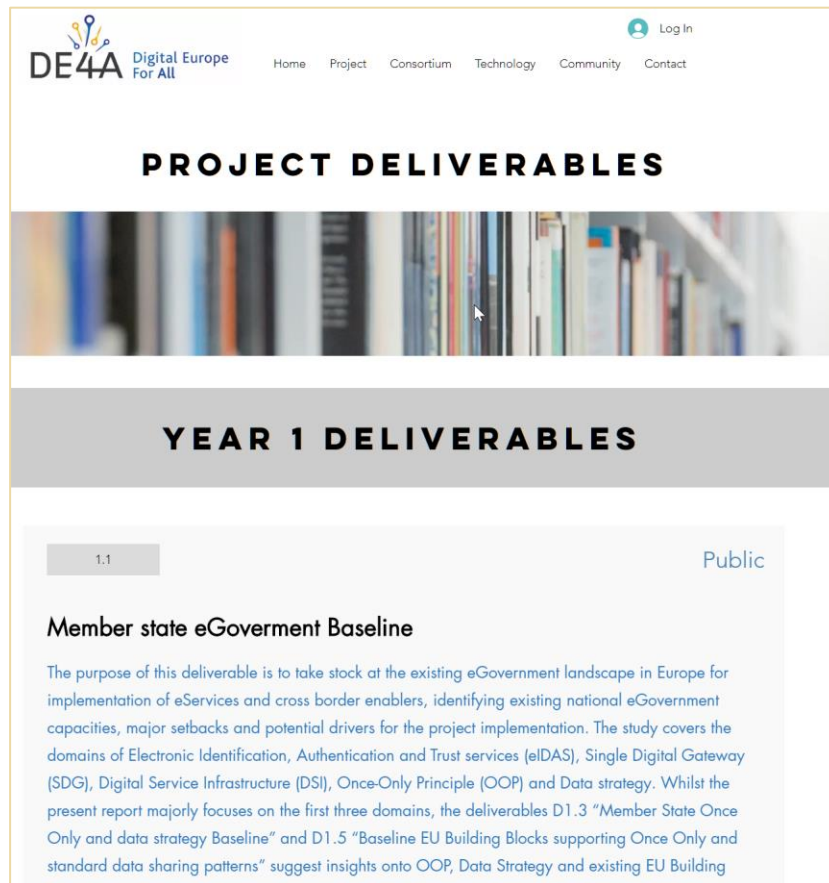 Log In
DE4A Digital Europe
For All
Home Project Consortium Technology Community Contact
PROJECT DELIVERABLES
YEAR 1 DELIVERABLES
1.1
Public
Member state eGoverment Baseline
The purpose of this deliverable is to take stock at the existing eGovernment landscape in Europe for
implementation of eServices and cross border enablers, identifying existing national eGovernment
capacities, major setbacks and potential drivers for the project implementation. The study covers the
domains of Electronic Identification, Authentication and Trust services (eIDAS), Single Digital Gateway
(SDG), Digital Service Infrastructure (DSI), Once-Only Principle (OOP) and Data strategy. Whilst the
present report majorly focuses on the first three domains, the deliverables D1.3 “Member State Once
Only and data strategy Baseline” and D1.5 “Baseline EU Building Blocks supporting Once Only and
standard data sharing patterns” suggest insights onto OOP, Data Strategy and existing EU Building